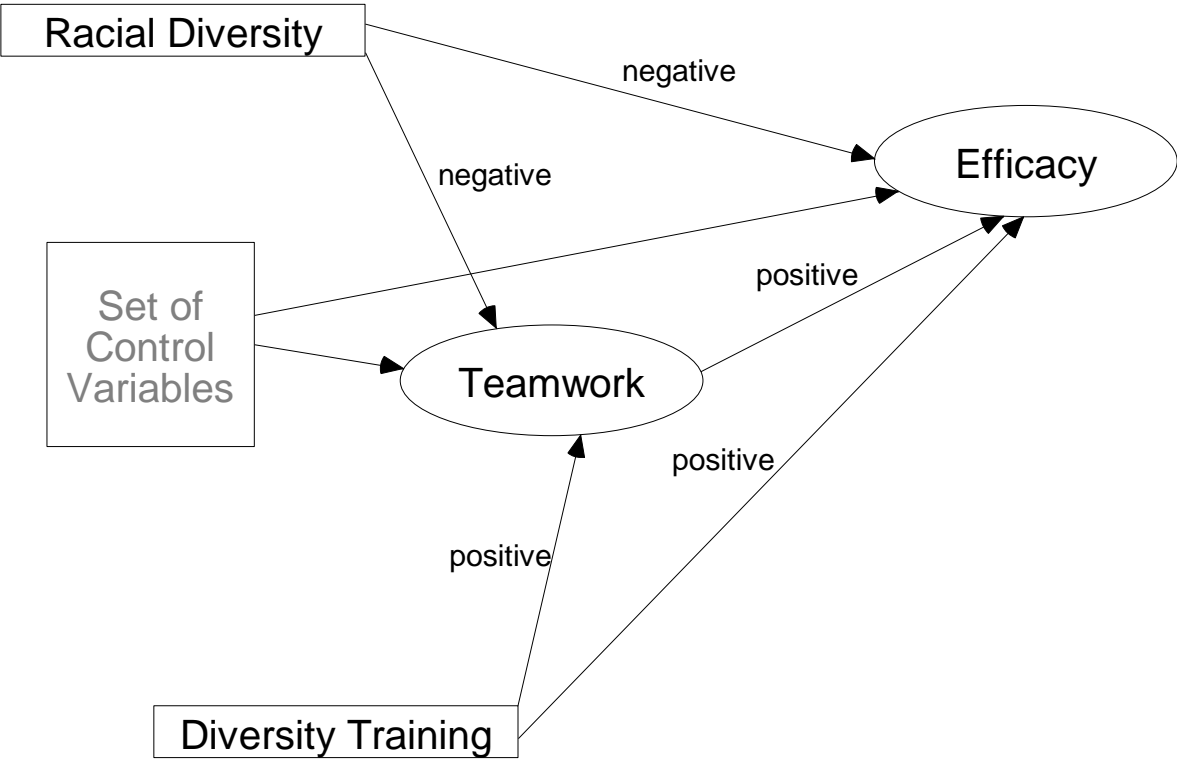 Racial Diversity
negative
Efficacy
negative
positive
Set of
Control
Variables
Teamwork
positive
positive
Diversity Training